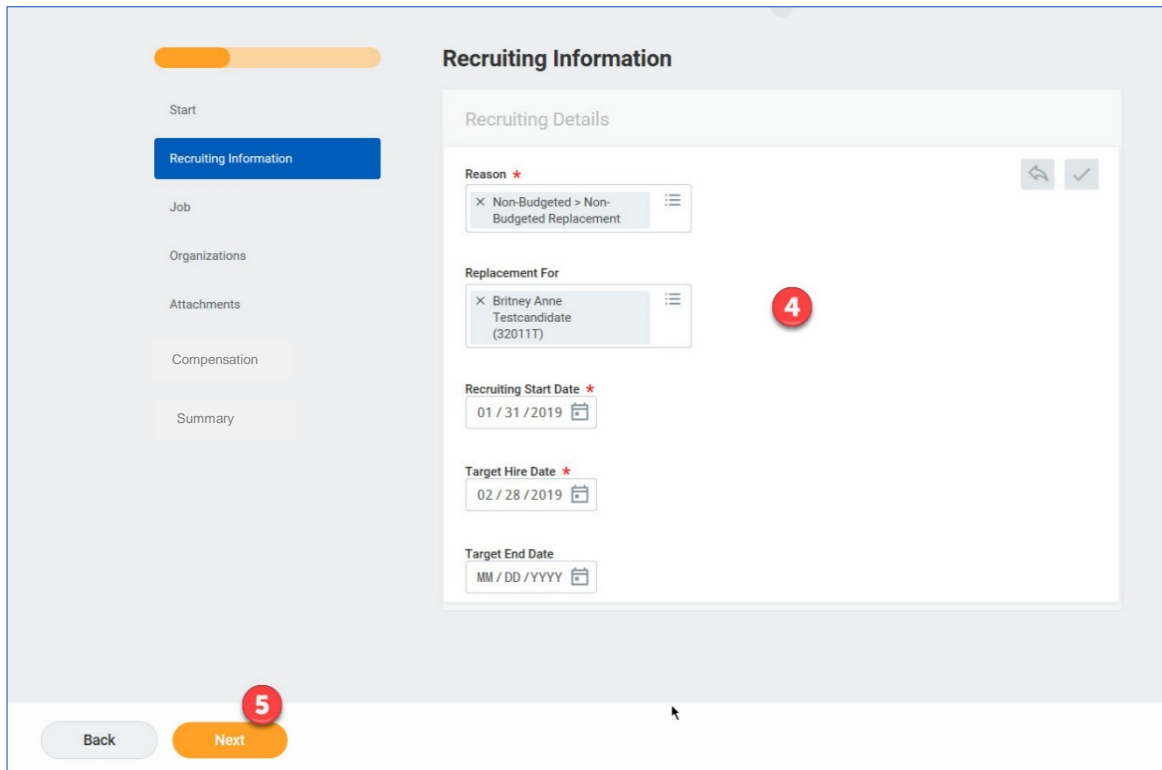 Recruiting Information
Start
Recruiting Information
Job
Organizations
Attachments
Compensation
Summary
Recruiting Details
Reason *
× Non-Budgeted > Non-
Budgeted Replacement
Replacement For
× Britney Anne
Testcandidate
(32011T)
4
Recruiting Start Date *
01 / 31 / 2019
Target Hire Date *
02 / 28 / 2019
Target End Date
MM / DD / YYYY
5
Back
Next